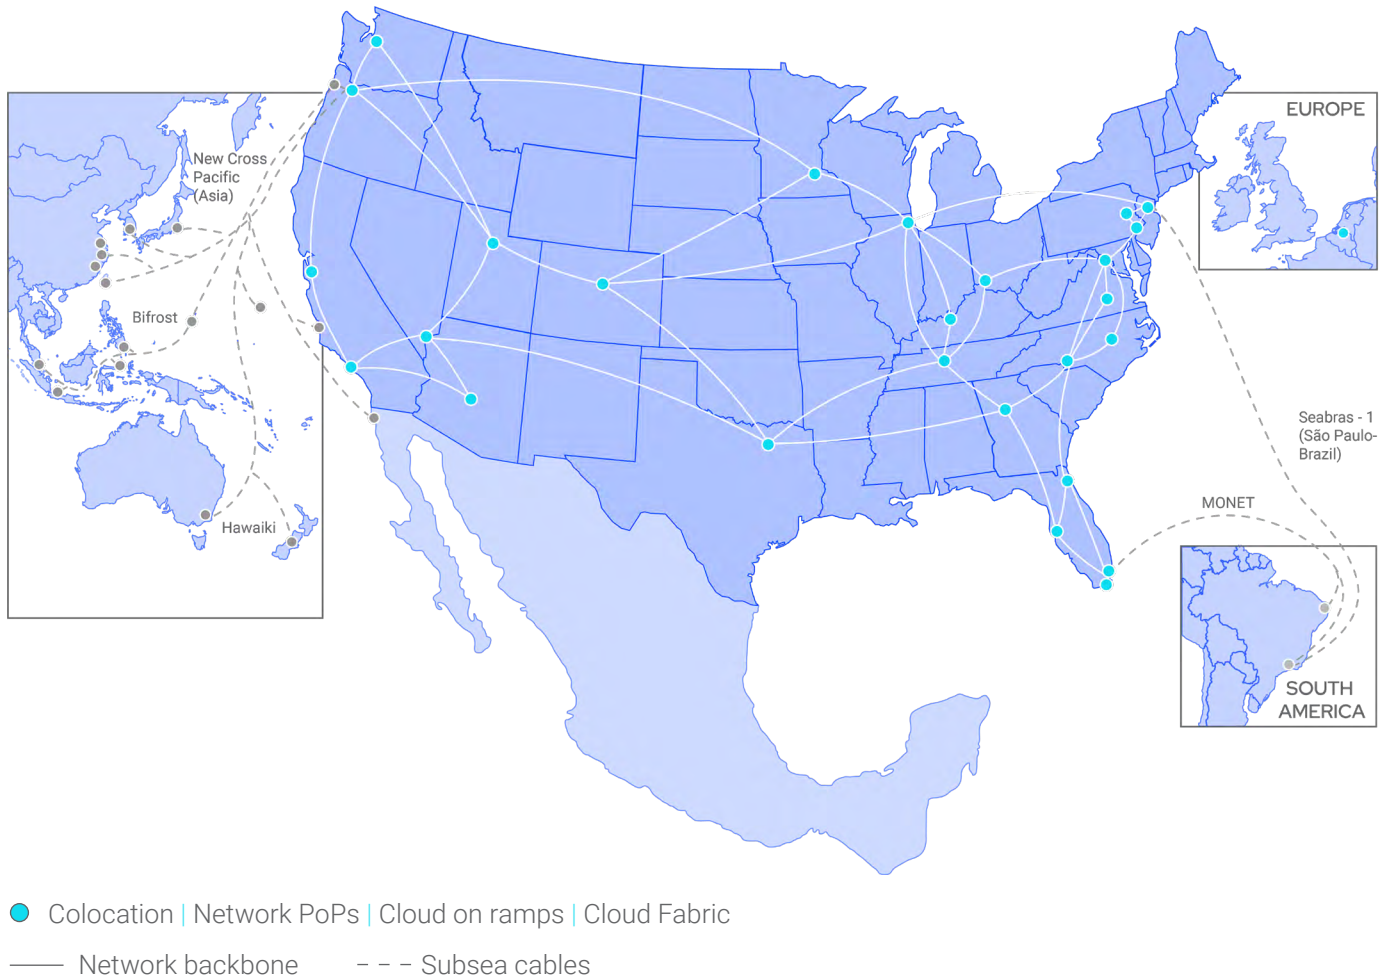 EUROPE
New Cross
Pacific
(Asia)
Bifrost
Hawaiki
Seabras - 1
(São Paulo-
Brazil)
MONET
SOUTH
AMERICA
Colocation | Network PoPs | Cloud on ramps | Cloud Fabric
Network backbone
Subsea cables